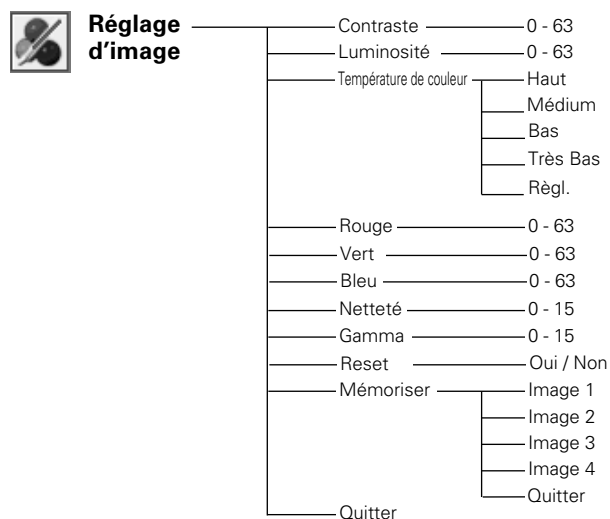 Réglage d'image
Contraste 0 - 63
Luminosité 0 - 63
Température de couleur Haut
Médium
Bas
Très Bas
Règl.
Rouge 0 - 63
Vert 0 - 63
Bleu 0 - 63
Netteté 0 - 15
Gamma 0 - 15
Reset Oui / Non
Mémoriser Image 1
Image 2
Image 3
Image 4
Quitter
Quitter